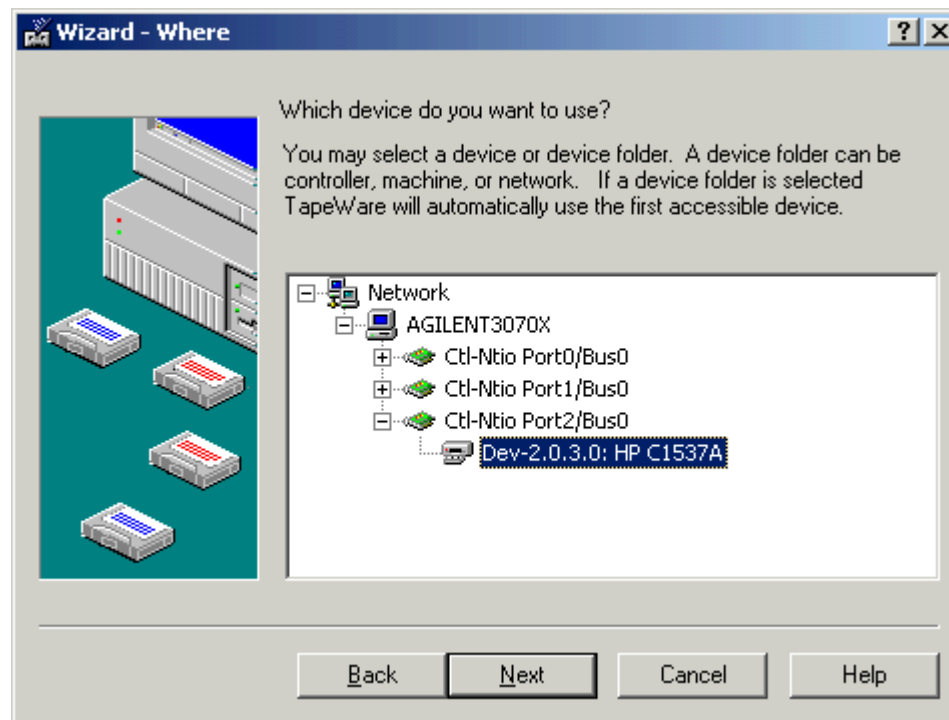 Wizard - Where
Which device do you want to use?
You may select a device or device folder. A device folder can be
controller, machine, or network. If a device folder is selected
TapeWare will automatically use the first accessible device.
Network
AGILENT3070X
Ctl-Ntio Port0/Bus0
Ctl-Ntio Port1/Bus0
Ctl-Ntio Port2/Bus0
Dev-2.0.3.0: HP C1537A
Back
Next
Cancel
Help